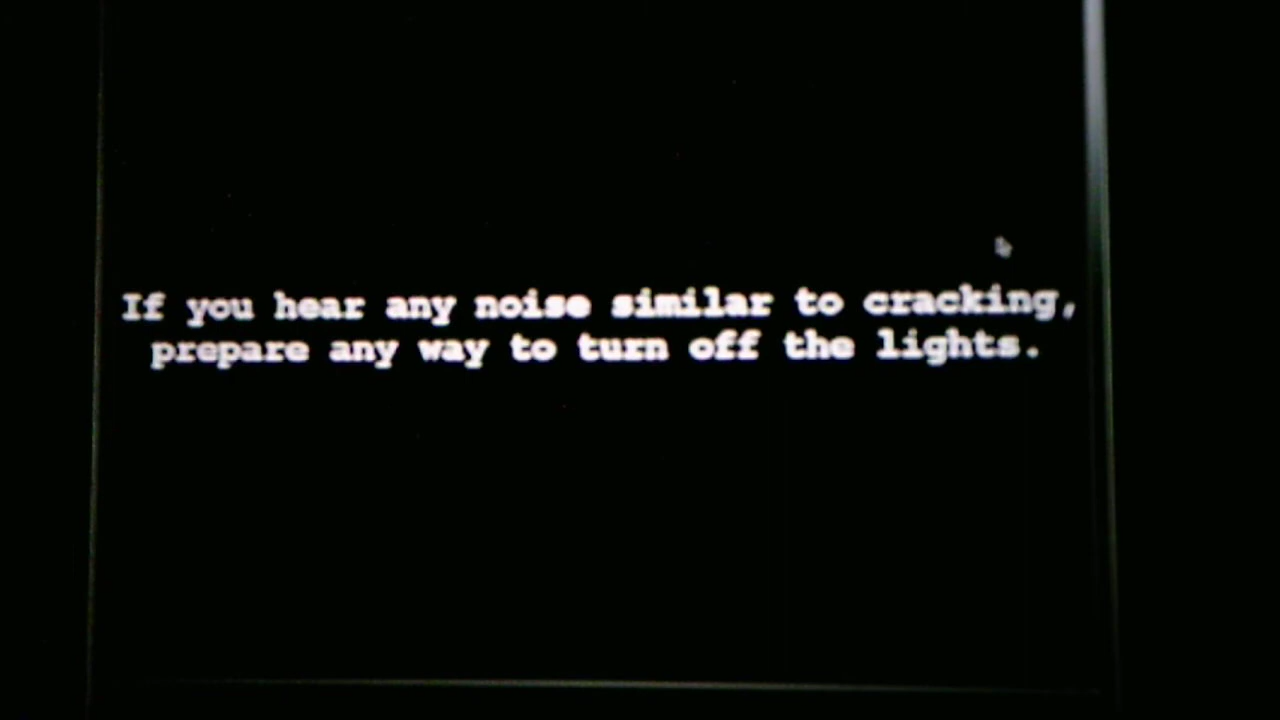 If you hear any noise similar to cracking,
prepare any way to turn off the lights.